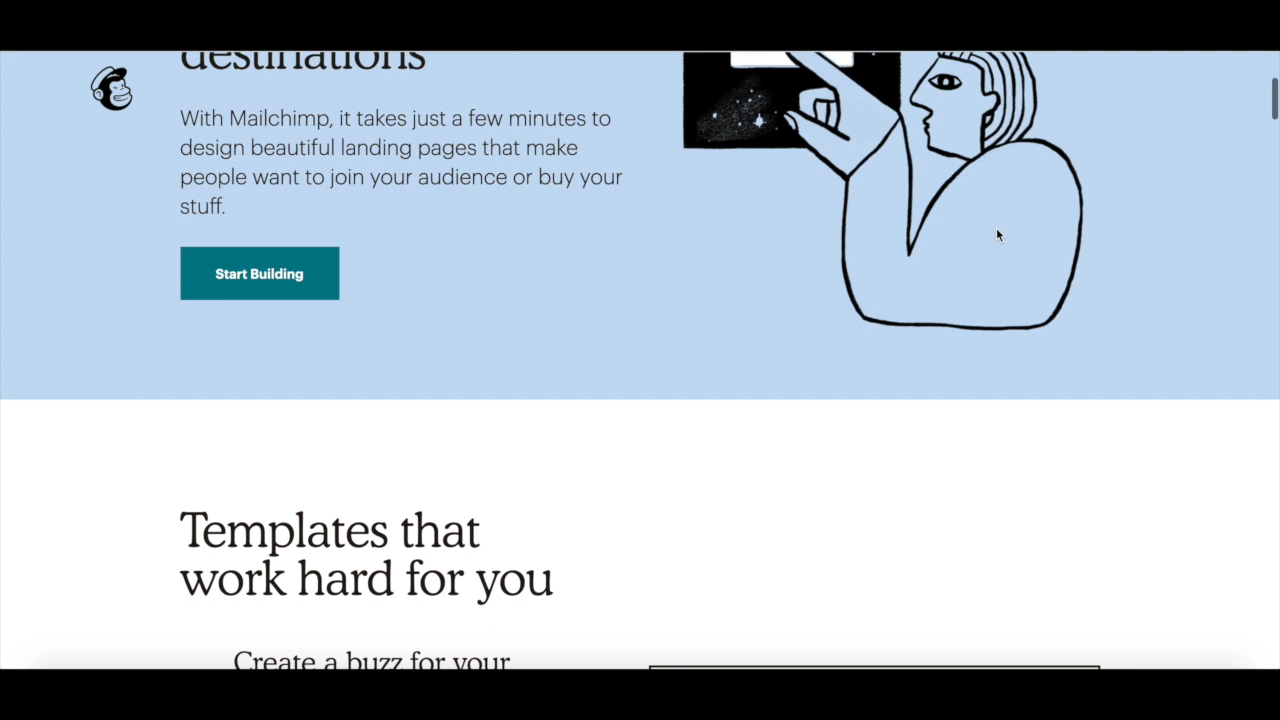 destinations
With Mailchimp, it takes just a few minutes to
design beautiful landing pages that make
people want to join your audience or buy your
stuff.
Start Building
Templates that
work hard for you
Create a buzz for your